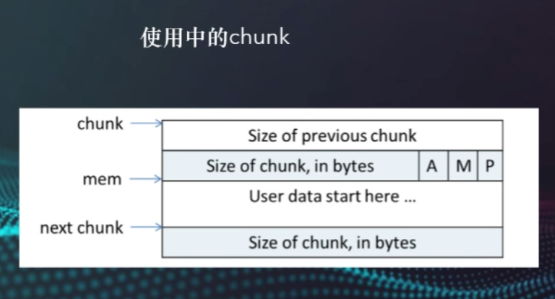 使用中的chunk
chunk
Size of previous chunk
Size of chunk, in bytes A M P
mem
User data start here ...
next chunk
Size of chunk, in bytes